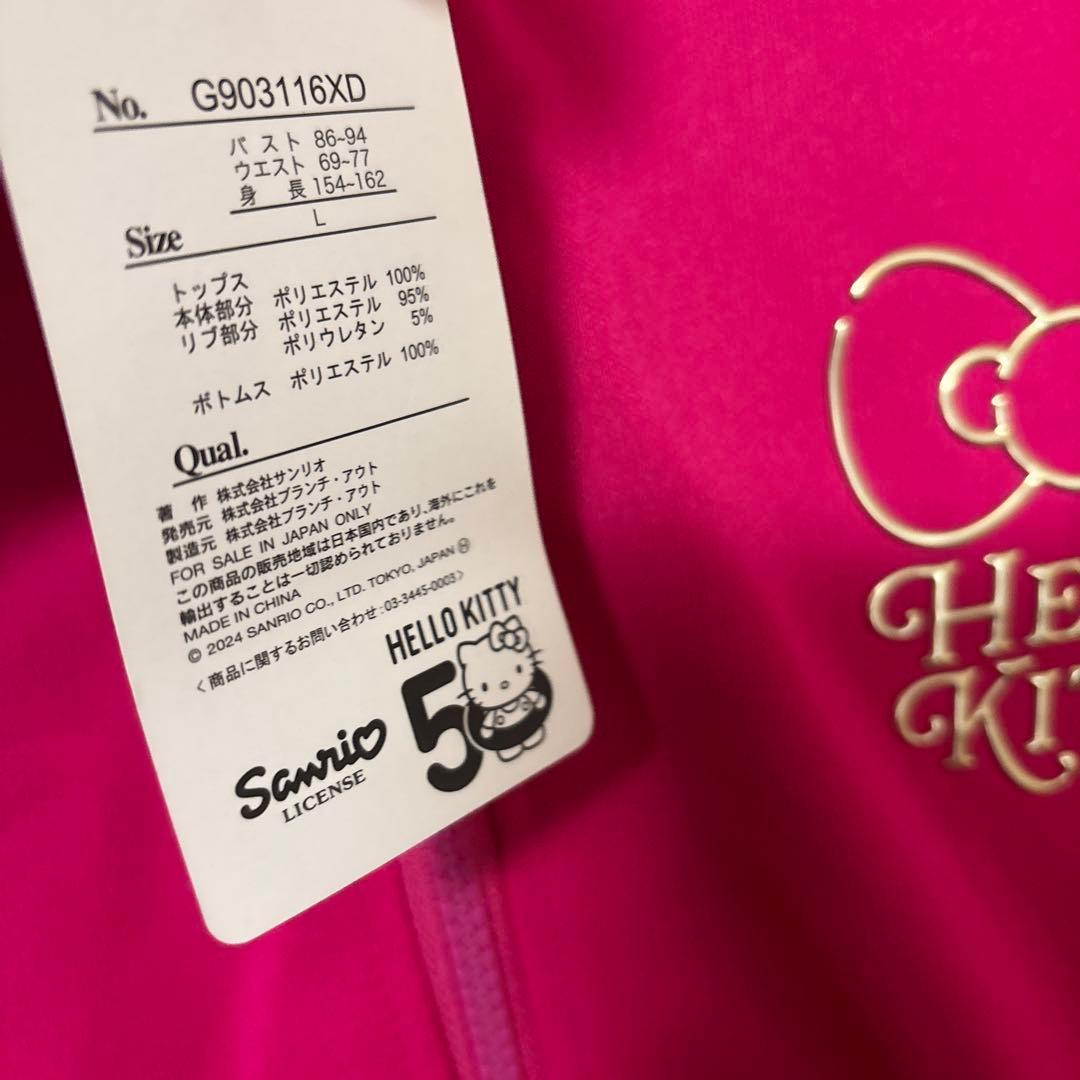 No. G903116XD
バスト 86~94
ウエスト 69~77
身長 154~162
L
Size
トップス
本体部分 ポリエステル 100%
リブ部分 ポリエステル 95%
ポリウレタン 5%
ボトムス ポリエステル 100%
Qual.
著作 株式会社サンリオ
発売元 株式会社ブランチ・アウト
製造元 株式会社ブランチ・アウト
FOR SALE IN JAPAN ONLY
この商品の販売地域は日本国内であり、海外にこれを
輸出することは一切認められておりません。
MADE IN CHINA
© 2024 SANRIO CO., LTD. TOKYO, JAPAN Ⓗ
〈商品に関するお問い合わせ:03-3445-0003〉
HELLO KITTY
50
Sanrio
LICENSE
HE
KIT